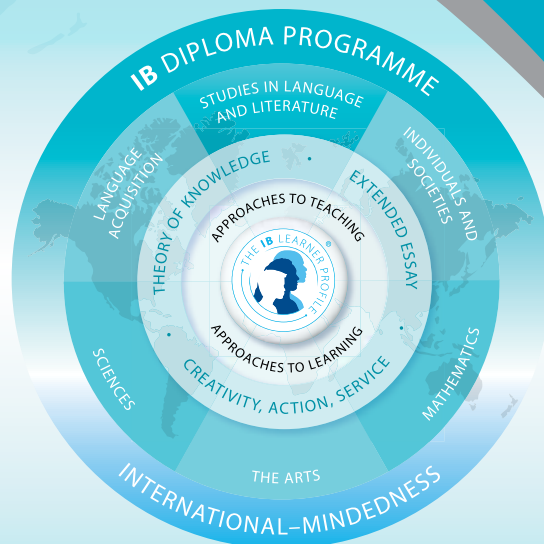 IB DIPLOMA PROGRAMME
STUDIES IN LANGUAGE
AND LITERATURE
LANGUAGE
ACQUISITION
INDIVIDUALS AND
SOCIETIES
THEORY OF KNOWLEDGE
EXTENDED ESSAY
APPROACHES TO TEACHING
THE IB LEARNER PROFILE
®
APPROACHES TO LEARNING
CREATIVITY, ACTION, SERVICE
SCIENCES
MATHEMATICS
THE ARTS
INTERNATIONAL–MINDEDNESS